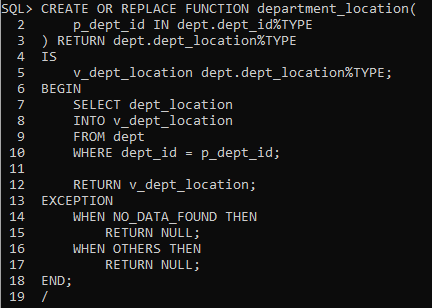 SQL> CREATE OR REPLACE FUNCTION department_location(
  2      p_dept_id IN dept.dept_id%TYPE
  3  ) RETURN dept.dept_location%TYPE
  4  IS
  5      v_dept_location dept.dept_location%TYPE;
  6  BEGIN
  7      SELECT dept_location
  8      INTO v_dept_location
  9      FROM dept
 10      WHERE dept_id = p_dept_id;
 11
 12      RETURN v_dept_location;
 13  EXCEPTION
 14      WHEN NO_DATA_FOUND THEN
 15          RETURN NULL;
 16      WHEN OTHERS THEN
 17          RETURN NULL;
 18  END;
 19  /